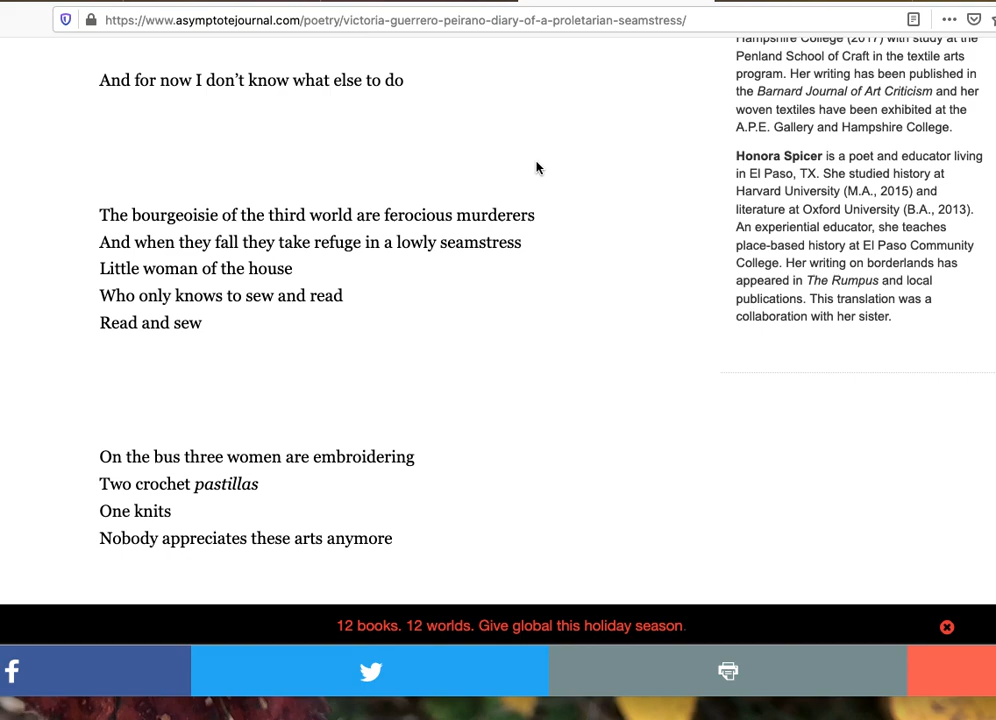 https://www.asymptotejournal.com/poetry/victoria-guerrero-peirano-diary-of-a-proletarian-seamstress/
And for now I don't know what else to do
The bourgeoisie of the third world are ferocious murderers
And when they fall they take refuge in a lowly seamstress
Little woman of the house
Who only knows to sew and read
Read and sew
On the bus three women are embroidering
Two crochet pastillas
One knits
Nobody appreciates these arts anymore
Hampshire College (2017) with study at the
Penland School of Craft in the textile arts
program. Her writing has been published in
the Barnard Journal of Art Criticism and her
woven textiles have been exhibited at the
A.P.E. Gallery and Hampshire College.
Honora Spicer is a poet and educator living
in El Paso, TX. She studied history at
Harvard University (M.A., 2015) and
literature at Oxford University (B.A., 2013).
An experiential educator, she teaches
place-based history at El Paso Community
College. Her writing on borderlands has
appeared in The Rumpus and local
publications. This translation was a
collaboration with her sister.
12 books. 12 worlds. Give global this holiday season.